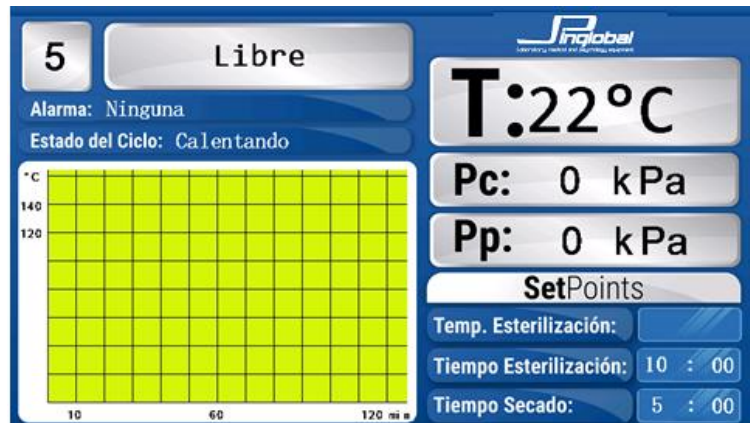 5
Libre
Alarma: Ninguna
Estado del Ciclo: Calentando
°C
140
120
10 60 120 min
Jinglobal
T:22°C
Pc: 0 kPa
Pp: 0 kPa
SetPoints
Temp. Esterilización:
Tiempo Esterilización: 10 : 00
Tiempo Secado: 5 : 00